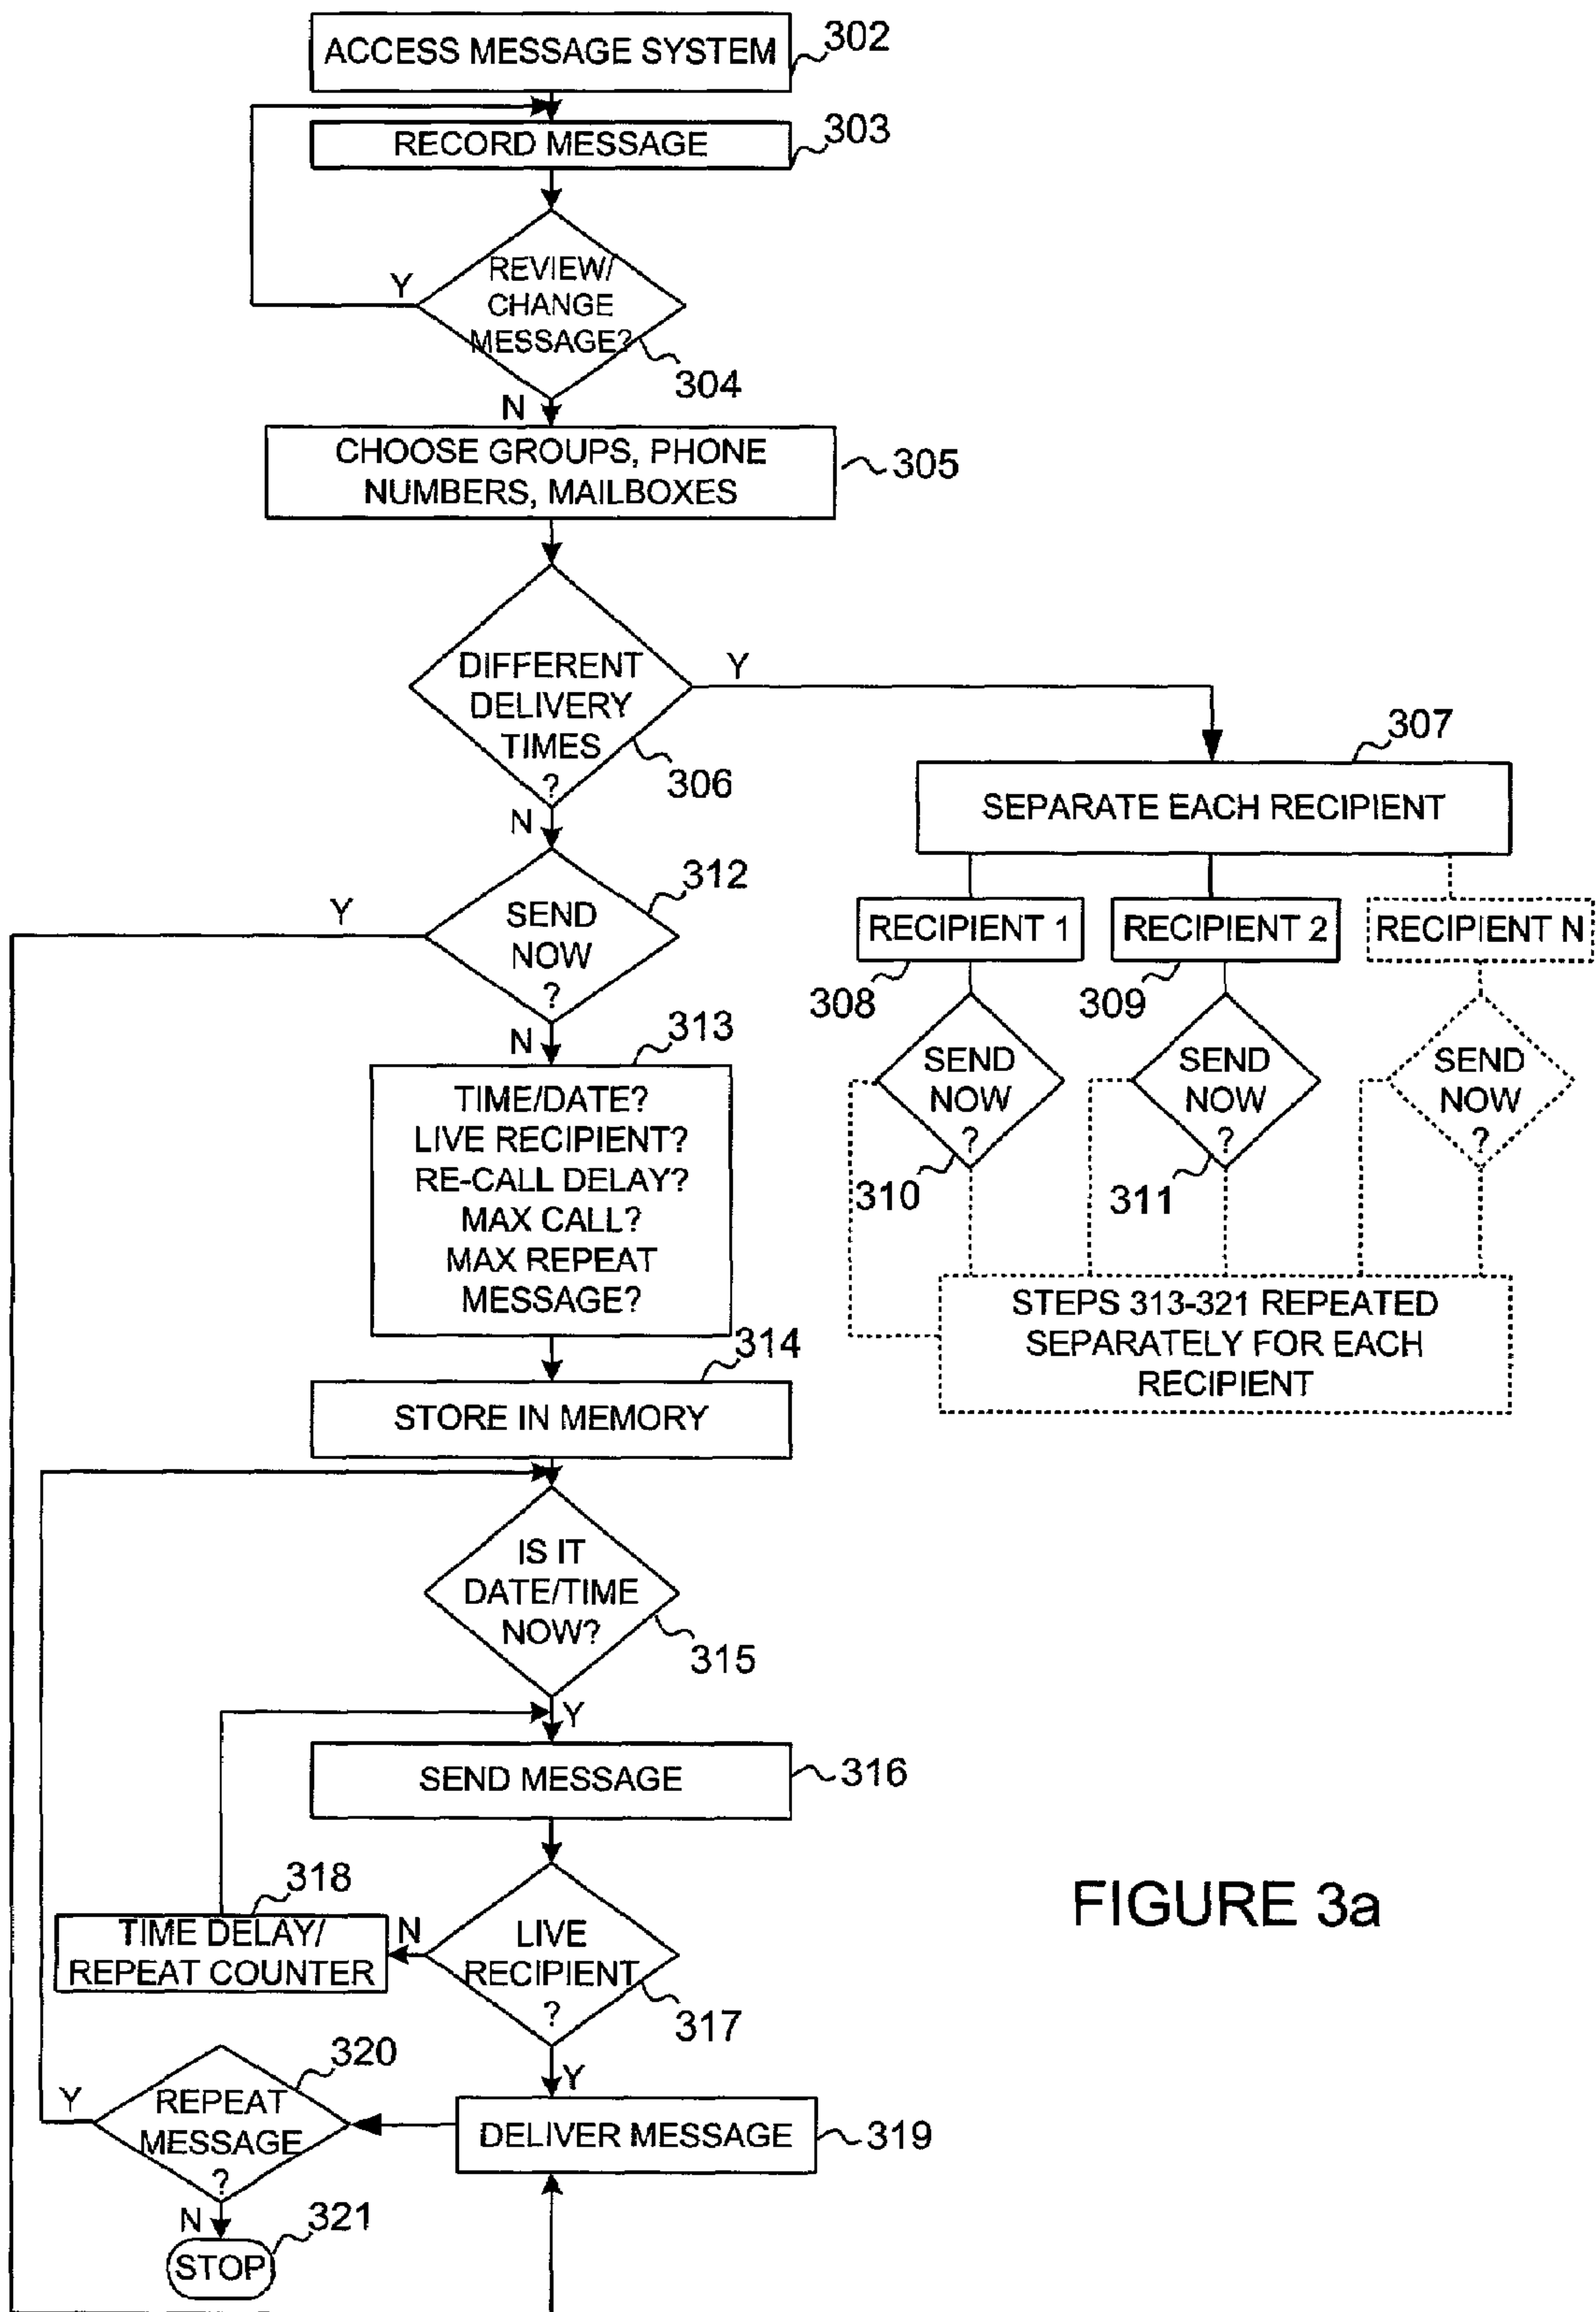 ACCESS MESSAGE SYSTEM
302
RECORD MESSAGE
303
REVIEW/
CHANGE
MESSAGE?
Y
304
N
CHOOSE GROUPS, PHONE
NUMBERS, MAILBOXES
305
DIFFERENT
DELIVERY
TIMES
?
Y
306
N
307
SEPARATE EACH RECIPIENT
RECIPIENT 1
RECIPIENT 2
RECIPIENT N
308
309
SEND
NOW
?
SEND
NOW
?
SEND
NOW
?
310
311
STEPS 313-321 REPEATED
SEPARATELY FOR EACH
RECIPIENT
312
Y
SEND
NOW
?
N
313
TIME/DATE?
LIVE RECIPIENT?
RE-CALL DELAY?
MAX CALL?
MAX REPEAT
MESSAGE?
314
STORE IN MEMORY
IS IT
DATE/TIME
NOW?
315
Y
SEND MESSAGE
316
318
TIME DELAY/
REPEAT COUNTER
N
LIVE
RECIPIENT
?
317
Y
320
Y
REPEAT
MESSAGE
?
DELIVER MESSAGE
319
N
321
STOP
FIGURE 3a